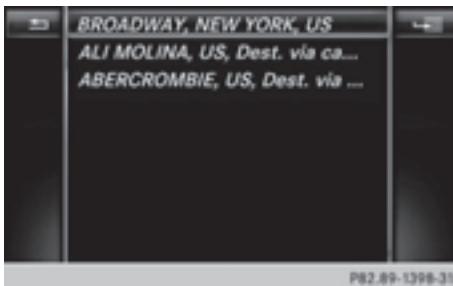 BROADWAY, NEW YORK, US
ALI MOLINA, US, Dest. via ca...
ABERCROMBIE, US, Dest. via ...
P82.89-1398-31